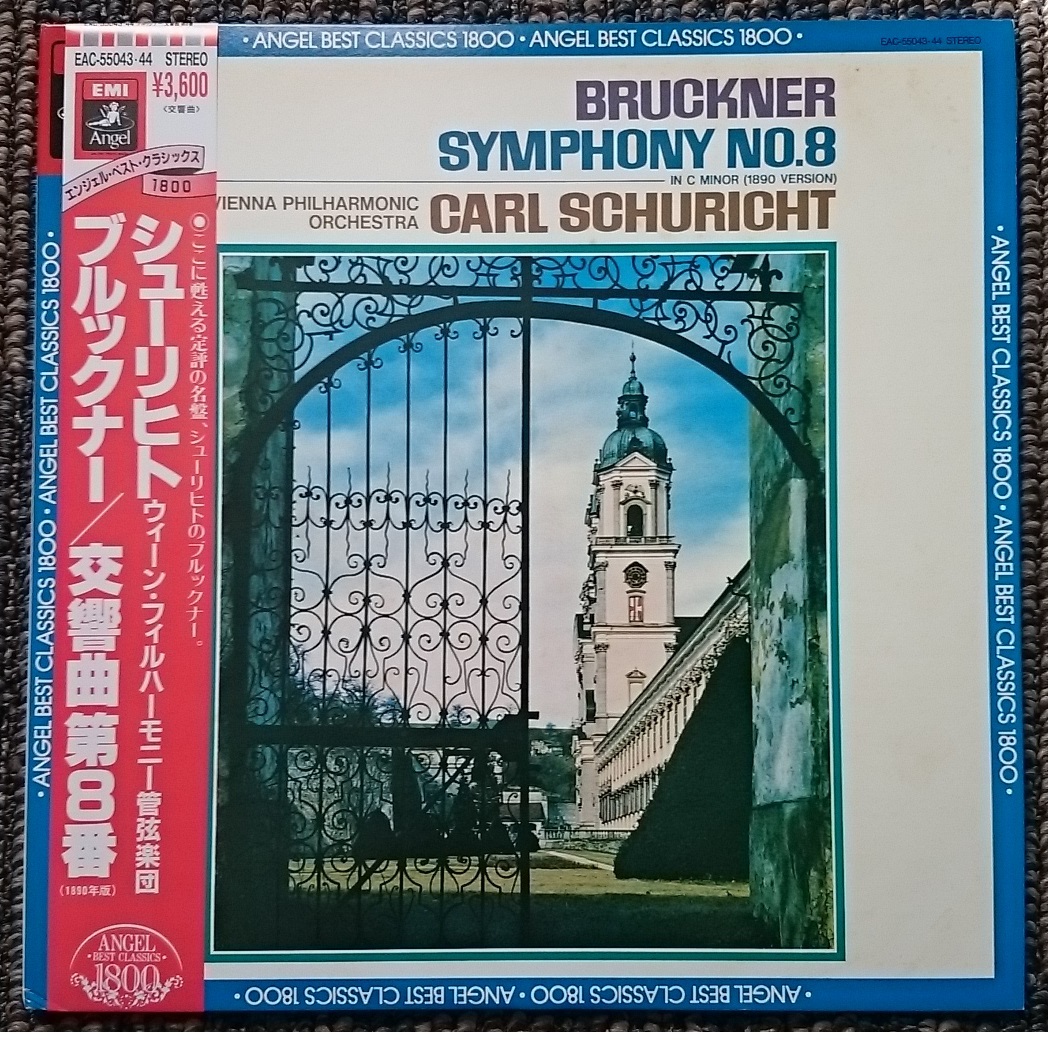 • ANGEL BEST CLASSICS 1800 • ANGEL BEST CLASSICS 1800 •
EAC-55043·44 STEREO
BRUCKNER
SYMPHONY NO.8
IN C MINOR (1890 VERSION)
VIENNA PHILHARMONIC
ORCHESTRA
CARL SCHURICHT
EAC-55043·44 STEREO
¥3,600
〈交響曲〉
EMI
Angel
エンジェル・ベスト・クラシックス
1800
●ここに甦える定評の名盤、シューリヒトのブルックナー。
シューリヒト ウィーン・フィルハーモニー管弦楽団
ブルックナー/交響曲 第8番
(1890年版)
ANGEL
• BEST CLASSICS •
1800
• ANGEL BEST CLASSICS 1800 • ANGEL BEST CLASSICS 1800 •
• ANGEL BEST CLASSICS 1800 • ANGEL BEST CLASSICS 1800 •
• ANGEL BEST CLASSICS 1800 • ANGEL BEST CLASSICS 1800 •